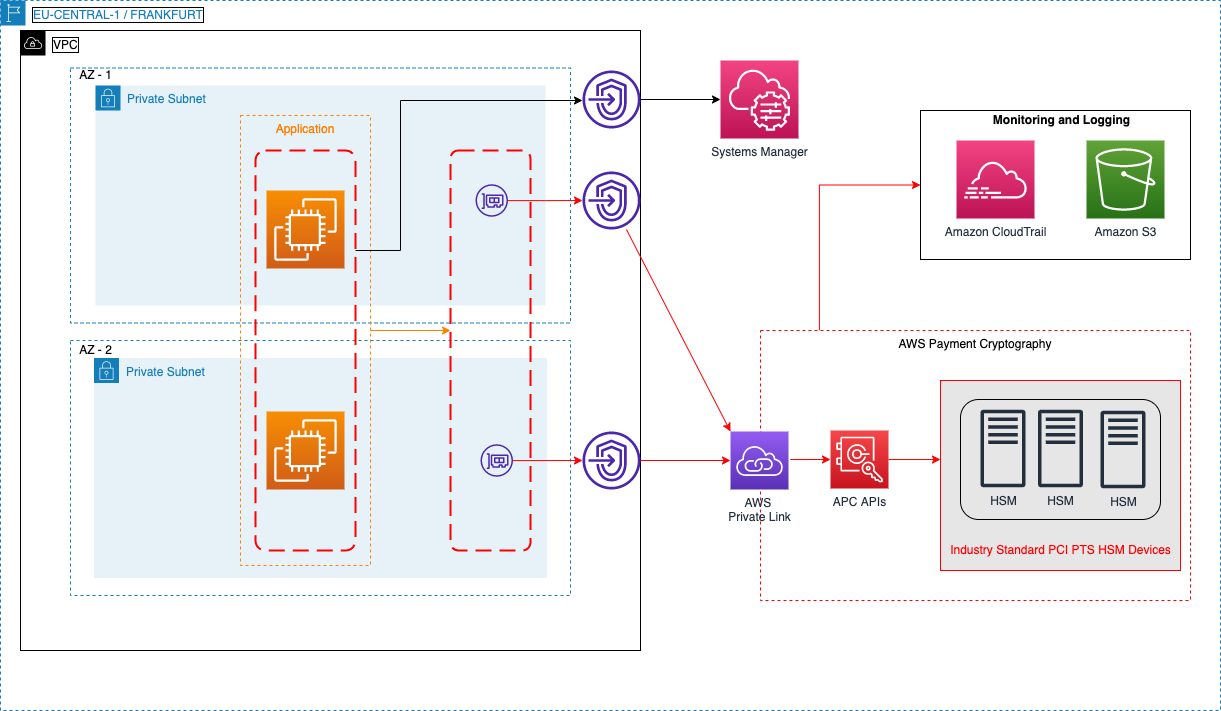 EU-CENTRAL-1 / FRANKFURT
VPC
AZ - 1
Private Subnet
Application
Systems Manager
Monitoring and Logging
Amazon CloudTrail
Amazon S3
AZ - 2
Private Subnet
AWS Payment Cryptography
AWS
Private Link
APC APIs
HSM
HSM
HSM
Industry Standard PCI PTS HSM Devices